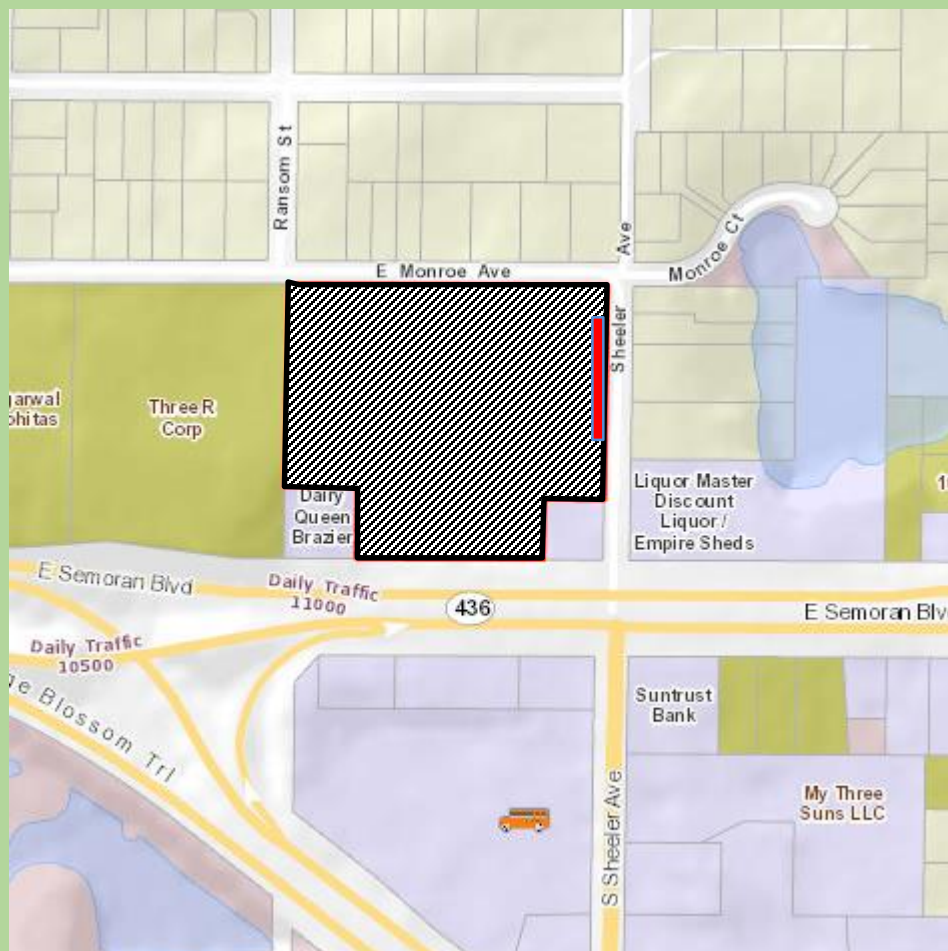 Ransom St
E Monroe Ave
Ave
Sheeler
Monroe Ct
Three R
Corp
Dairy
Queen
Brazier
Liquor Master
Discount
Liquor /
Empire Sheds
E Semoran Blvd
Daily Traffic
11000
436
E Semoran Blv
Daily Traffic
10500
Blossom Trl
Suntrust
Bank
My Three
Suns LLC
S Sheeler Ave